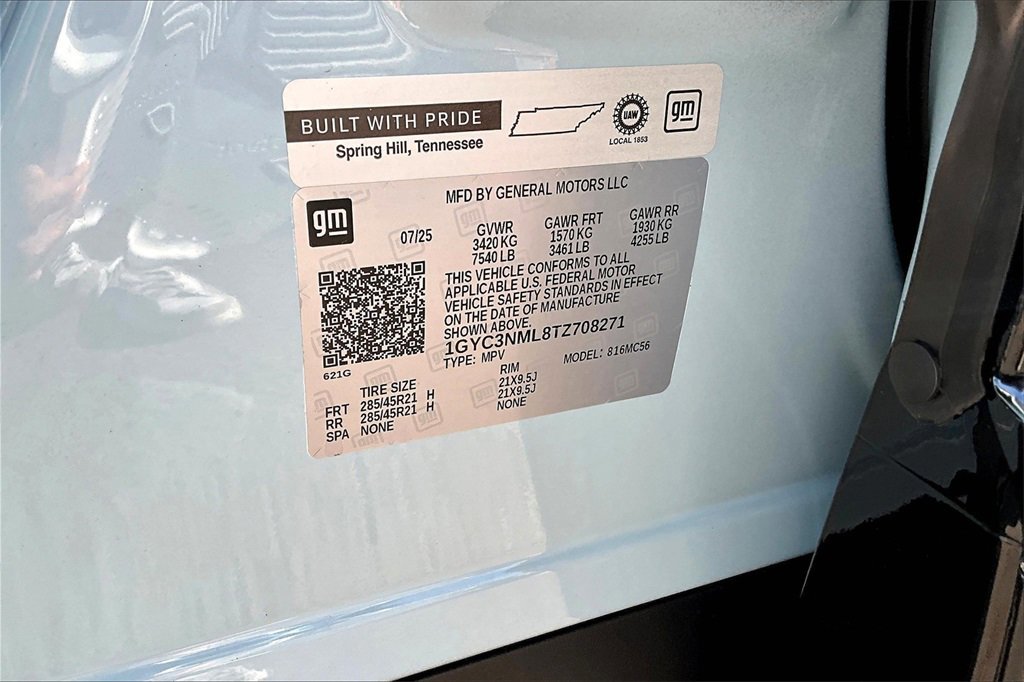 BUILT WITH PRIDE
Spring Hill, Tennessee
UAW
LOCAL 1853
gm
MFD BY GENERAL MOTORS LLC
gm
07/25
GVWR
3420 KG
7540 LB
GAWR FRT
1570 KG
3461 LB
GAWR RR
1930 KG
4255 LB
THIS VEHICLE CONFORMS TO ALL
APPLICABLE U.S. FEDERAL MOTOR
VEHICLE SAFETY STANDARDS IN EFFECT
ON THE DATE OF MANUFACTURE
SHOWN ABOVE.
1GYC3NML8TZ708271
TYPE: MPV MODEL: 816MC56
621G
TIRE SIZE RIM
FRT 285/45R21 H 21X9.5J
RR 285/45R21 H 21X9.5J
SPA NONE NONE